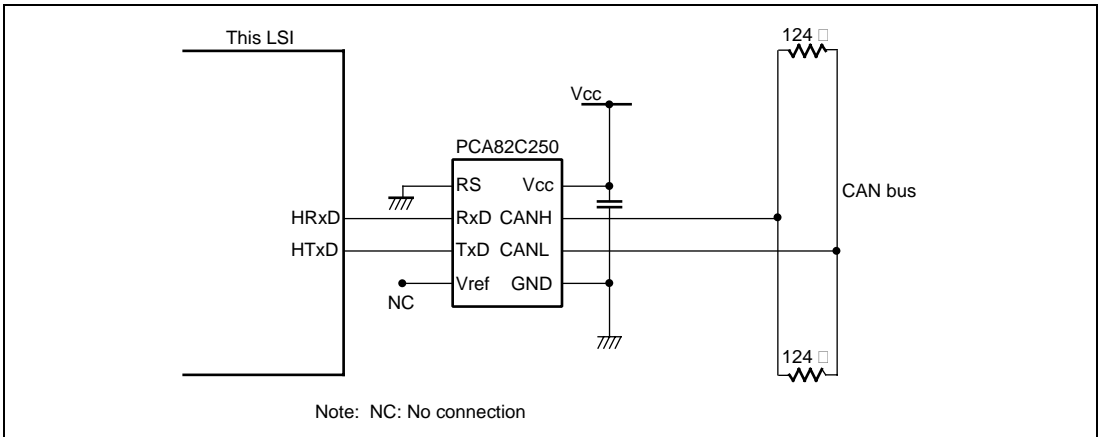 This LSI
124 □
Vcc
PCA82C250
RS Vcc
CAN bus
HRxD RxD CANH
HTxD TxD CANL
Vref GND
NC
124 □
Note: NC: No connection